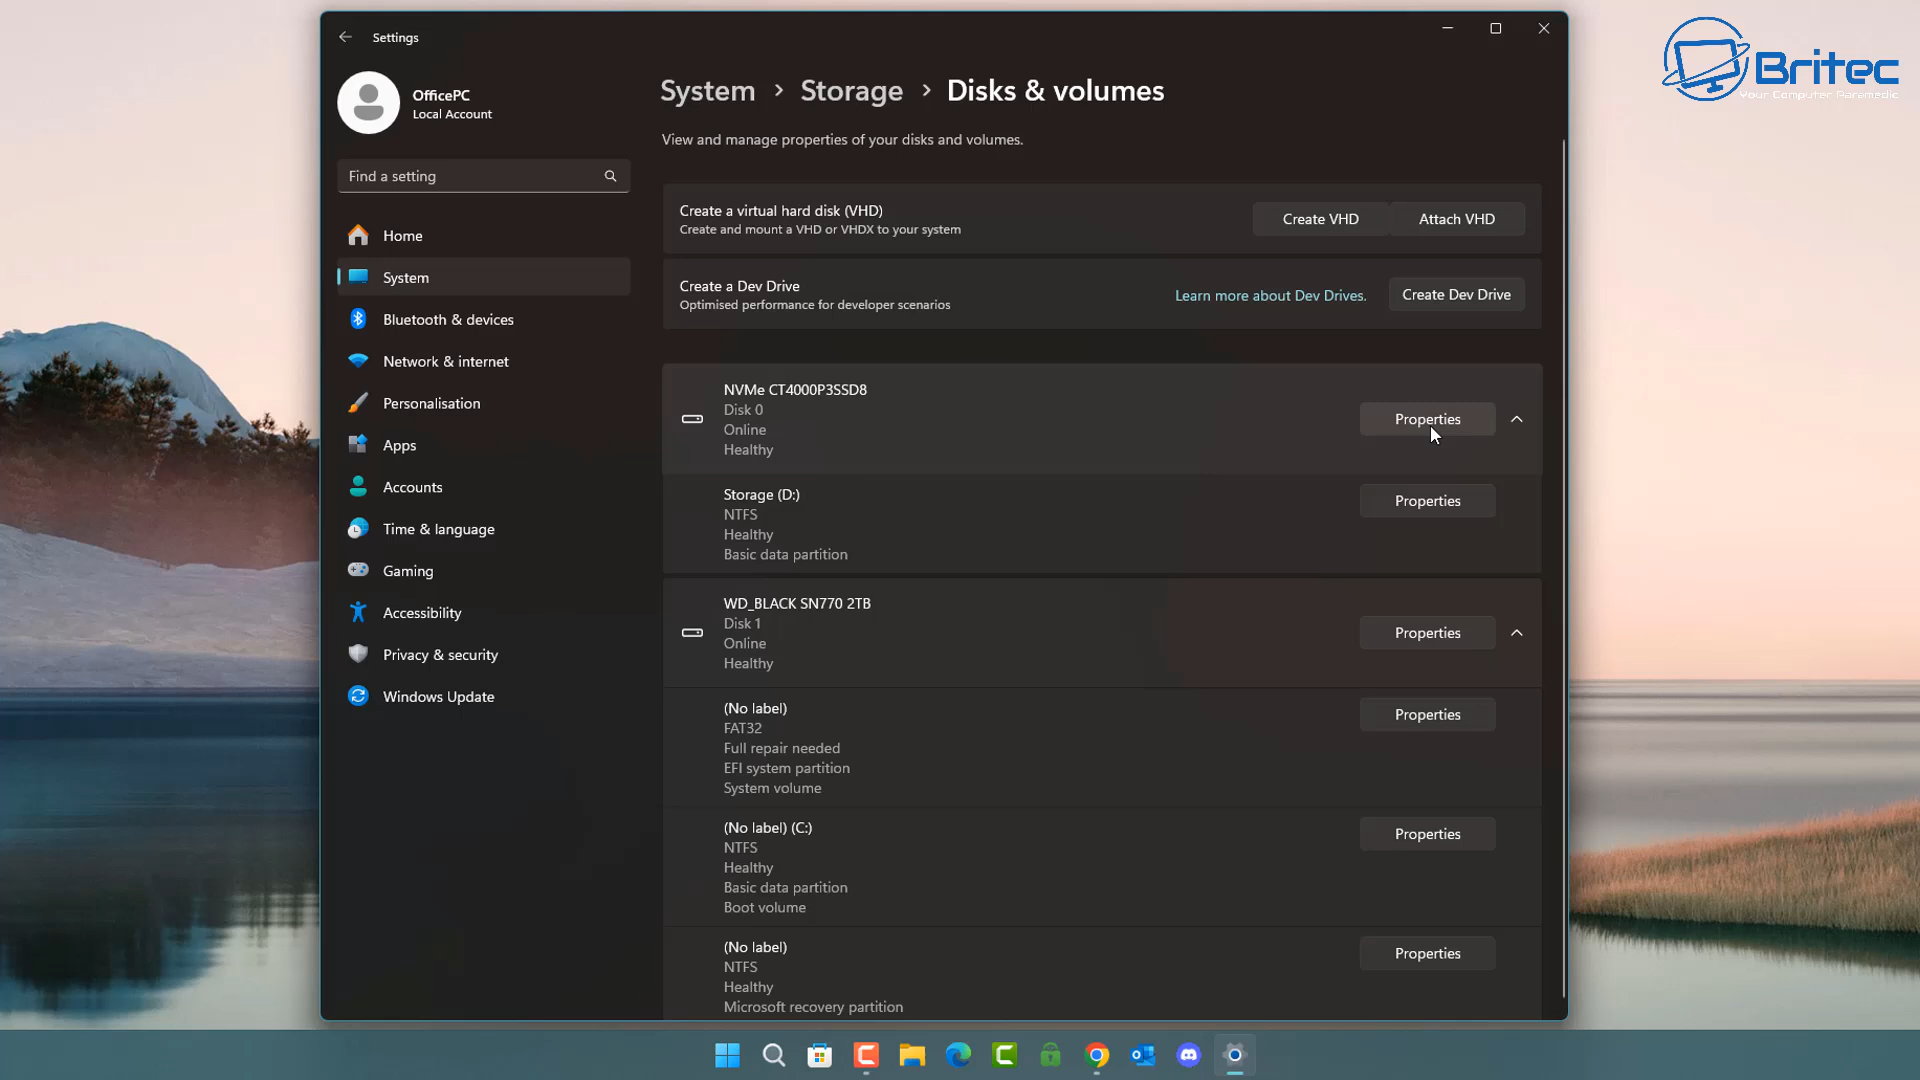 Settings
Britec
Your Computer Paramedic
OfficePC
Local Account
Find a setting
Home
System
Bluetooth & devices
Network & internet
Personalisation
Apps
Accounts
Time & language
Gaming
Accessibility
Privacy & security
Windows Update
System > Storage > Disks & volumes
View and manage properties of your disks and volumes.
Create a virtual hard disk (VHD)
Create and mount a VHD or VHDX to your system
Create VHD
Attach VHD
Create a Dev Drive
Optimised performance for developer scenarios
Learn more about Dev Drives.
Create Dev Drive
NVMe CT4000P3SSD8
Disk 0
Online
Healthy
Properties
Storage (D:)
NTFS
Healthy
Basic data partition
Properties
WD_BLACK SN770 2TB
Disk 1
Online
Healthy
Properties
(No label)
FAT32
Full repair needed
EFI system partition
System volume
Properties
(No label) (C:)
NTFS
Healthy
Basic data partition
Boot volume
Properties
(No label)
NTFS
Healthy
Microsoft recovery partition
Properties